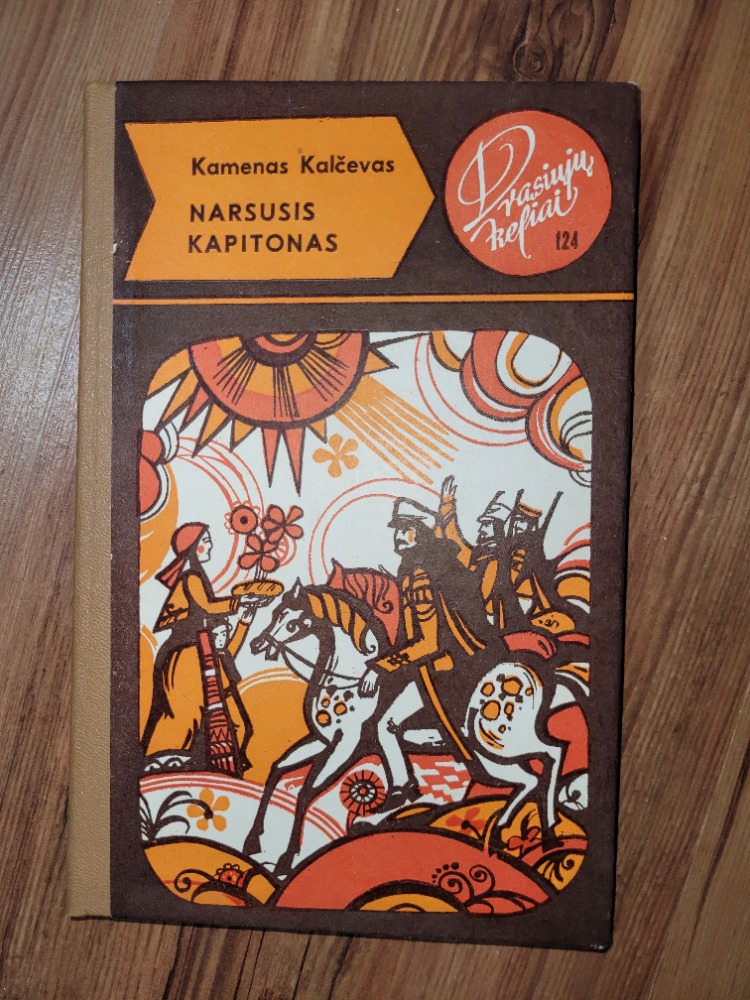 Kamenas Kalčevas
NARSUSIS
KAPITONAS
Drąsiųjų
keliai
124